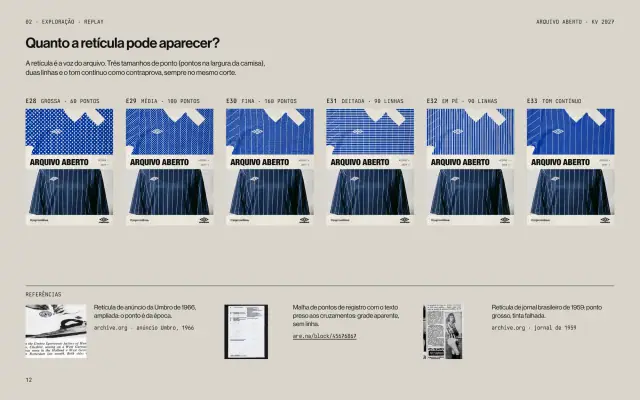 02 · EXPLORAÇÃO · REPLAY
ARQUIVO ABERTO · KV 2027
Quanto a retícula pode aparecer?
A retícula é a voz do arquivo. Três tamanhos de ponto (pontos na largura da camisa),
duas linhas e o tom contínuo como contraprova, sempre no mesmo corte.
E28 GROSSA · 60 PONTOS
E29 MÉDIA · 100 PONTOS
E30 FINA · 160 PONTOS
E31 DEITADA · 90 LINHAS
E32 EM PÉ · 90 LINHAS
E33 TOM CONTÍNUO
ARQUIVO ABERTO
ARQUIVO ABERTO
ARQUIVO ABERTO
ARQUIVO ABERTO
ARQUIVO ABERTO
ARQUIVO ABERTO
REFERÊNCIAS
Retícula de anúncio da Umbro de 1966,
ampliada: o ponto é da época.
archive.org · anúncio Umbro, 1966
Malha de pontos de registro com o texto
preso aos cruzamentos: grade aparente,
sem linha.
are.na/block/45676867
Retícula de jornal brasileiro de 1959: ponto
grosso, tinta falhada.
archive.org · jornal de 1959
12